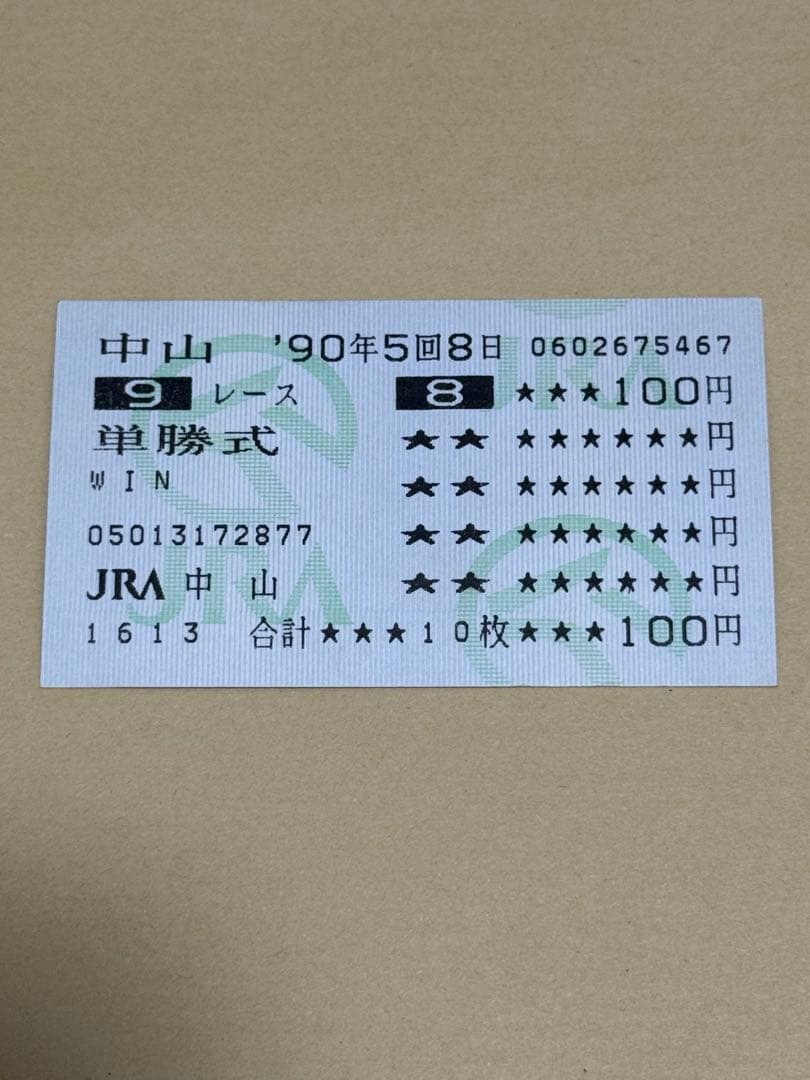 中山 '90年5回8日 0602675467
9 レース 8 ★★★100円
単勝式 ★★ ★★★★★★円
WIN ★★ ★★★★★★円
05013172877 ★★ ★★★★★★円
JRA 中 山 ★★ ★★★★★★円
1613 合計★★★10枚★★★100円
JRA
JRA